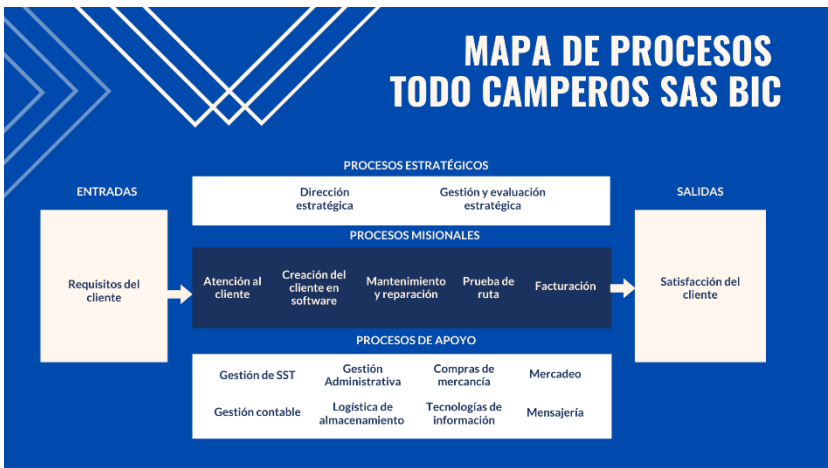 MAPA DE PROCESOS
TODO CAMPEROS SAS BIC
PROCESOS ESTRATÉGICOS
ENTRADAS
SALIDAS
Dirección
estratégica
Gestión y evaluación
estratégica
PROCESOS MISIONALES
Requisitos del
cliente
Atención al
cliente
Creación del
cliente en
software
Mantenimiento
y reparación
Prueba de
ruta
Facturación
Satisfacción del
cliente
PROCESOS DE APOYO
Gestión de SST
Gestión
Administrativa
Compras de
mercancía
Mercadeo
Gestión contable
Logística de
almacenamiento
Tecnologías de
información
Mensajería